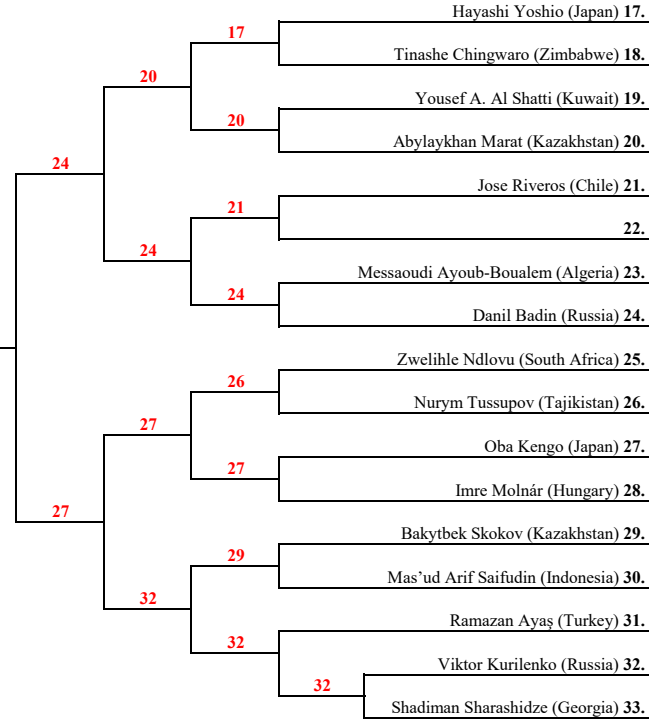 Hayashi Yoshio (Japan) 17.
17
Tinashe Chingwaro (Zimbabwe) 18.
20
Yousef A. Al Shatti (Kuwait) 19.
20
Abylaykhan Marat (Kazakhstan) 20.
24
Jose Riveros (Chile) 21.
21
22.
24
Messaoudi Ayoub-Boualem (Algeria) 23.
24
Danil Badin (Russia) 24.
Zwelihle Ndlovu (South Africa) 25.
26
Nurym Tussupov (Tajikistan) 26.
27
Oba Kengo (Japan) 27.
27
Imre Molnár (Hungary) 28.
27
Bakytbek Skokov (Kazakhstan) 29.
29
Mas’ud Arif Saifudin (Indonesia) 30.
32
Ramazan Ayaş (Turkey) 31.
32
Viktor Kurilenko (Russia) 32.
32
Shadiman Sharashidze (Georgia) 33.